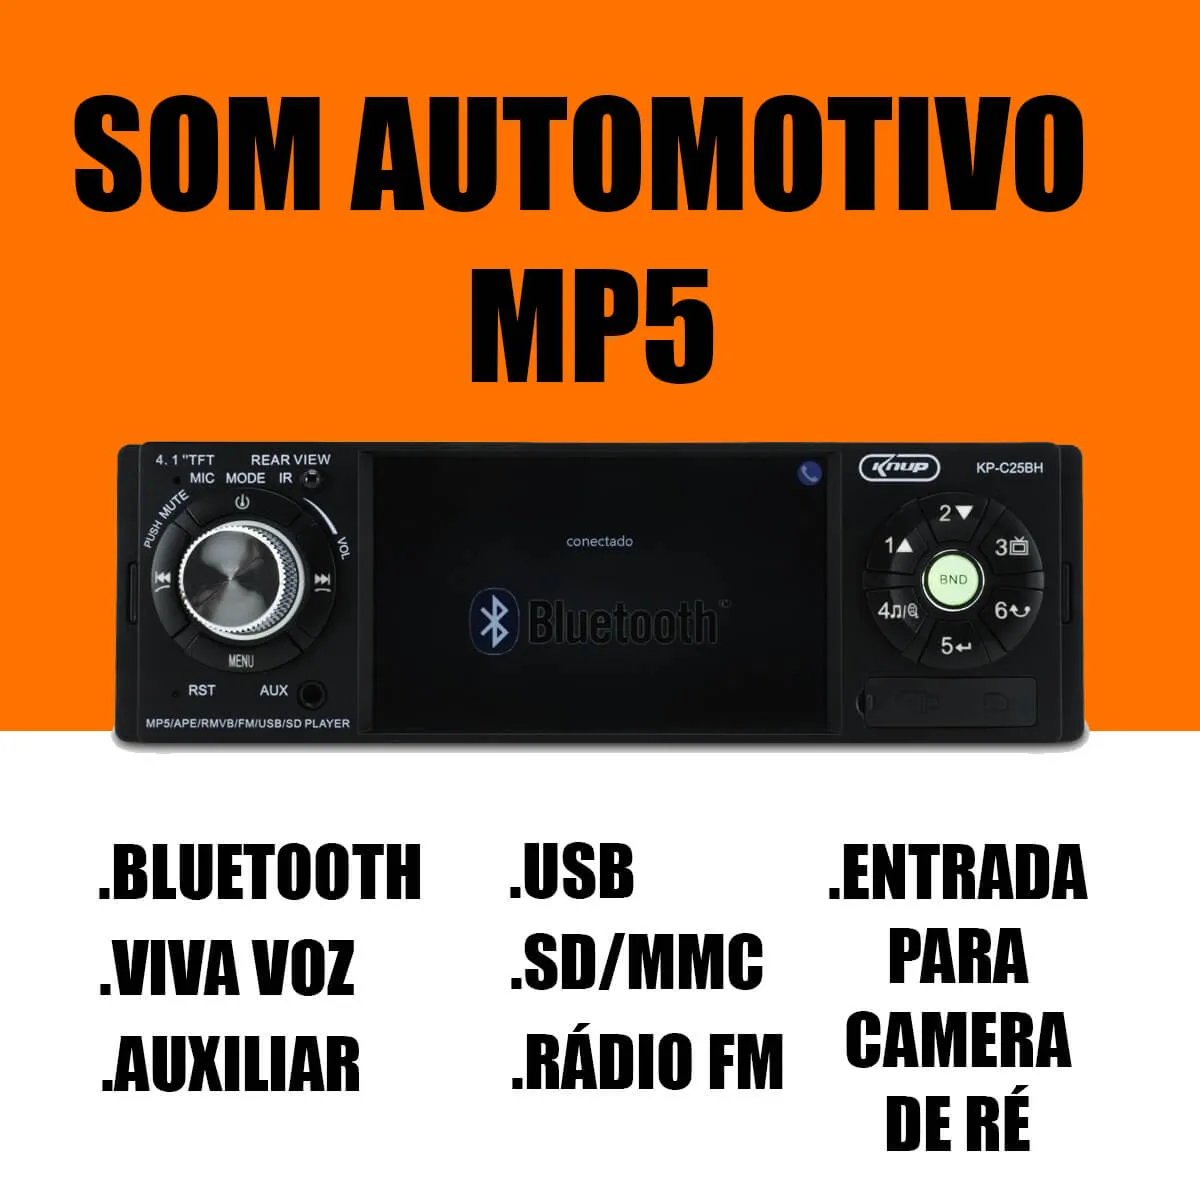 SOM AUTOMOTIVO
MP5
4.1"TFT REAR VIEW
MIC MODE IR
PUSH MUTE
VOL
MENU
RST AUX
MP5/APE/RMVB/FM/USB/SD PLAYER
conectado
Bluetooth™
Knup KP-C25BH
1
2
3
4
5
6
BND
.BLUETOOTH
.VIVA VOZ
.AUXILIAR
.USB
.SD/MMC
.RÁDIO FM
.ENTRADA
PARA
CAMERA
DE RÉ